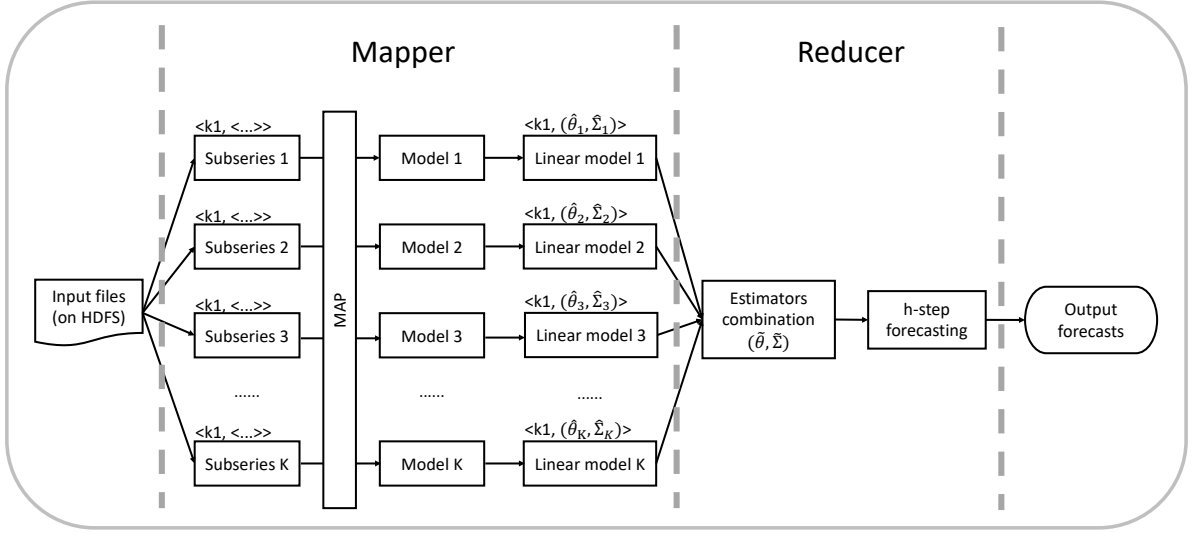 Mapper
Reducer
<k1, <...>>
<k1, (θ̂₁, Σ̂₁)>
Subseries 1
Model 1
Linear model 1
<k1, <...>>
<k1, (θ̂₂, Σ̂₂)>
Subseries 2
Model 2
Linear model 2
Input files
(on HDFS)
MAP
<k1, <...>>
<k1, (θ̂₃, Σ̂₃)>
Subseries 3
Model 3
Linear model 3
Estimators
combination
(θ̃, Σ̃)
h-step
forecasting
Output
forecasts
......
......
......
<k1, <...>>
<k1, (θ̂_K, Σ̂_K)>
Subseries K
Model K
Linear model K